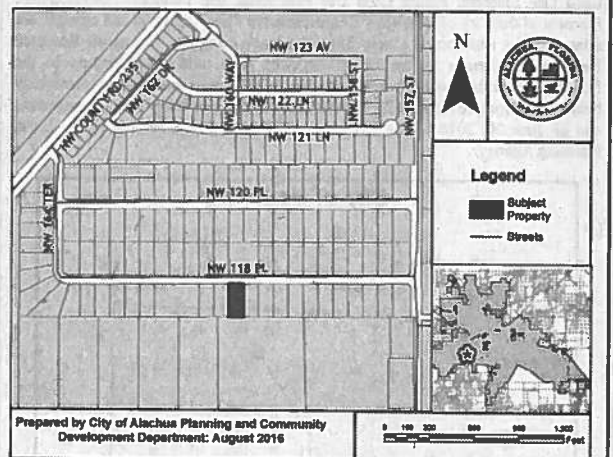 NW 123 AV
NW COUNTY RD 235
NW 162 DR
NW 160 WAY
NW 158 ST
NW 157 ST
NW 122 LN
NW 121 LN
NW 120 PL
NW 164 TER
NW 118 PL
N
ALACHUA, FLORIDA
Legend
Subject
Property
Streets
Prepared by City of Alachua Planning and Community
Development Department: August 2016
Feet